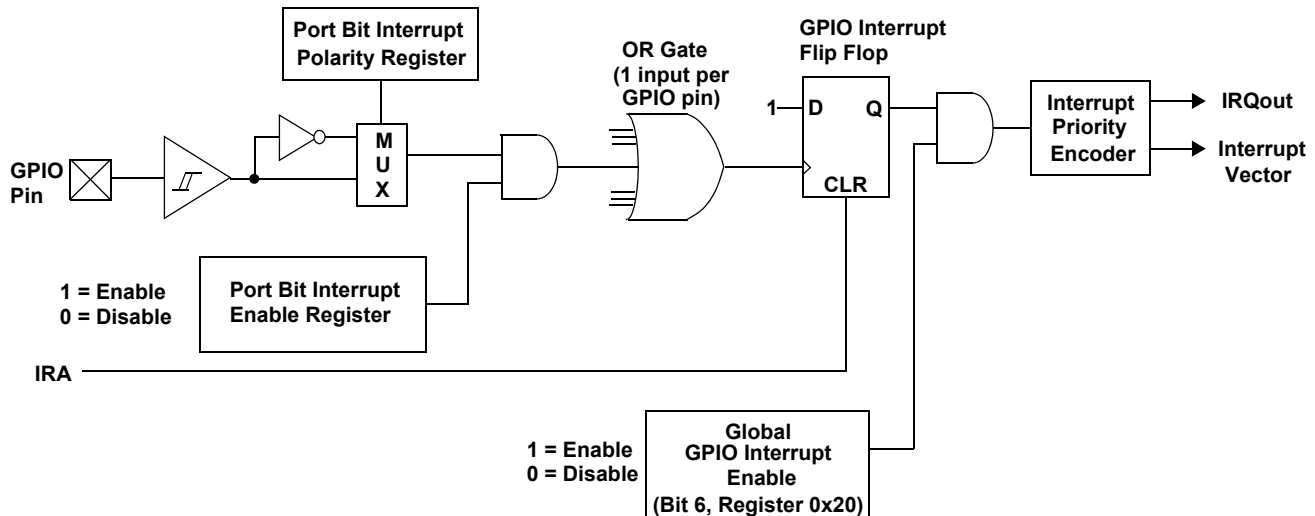 Port Bit Interrupt
Polarity Register
OR Gate
(1 input per
GPIO pin)
GPIO Interrupt
Flip Flop
GPIO
Pin
M
U
X
1
D
Q
CLR
Interrupt
Priority
Encoder
IRQout
Interrupt
Vector
1 = Enable
0 = Disable
Port Bit Interrupt
Enable Register
IRA
1 = Enable
0 = Disable
Global
GPIO Interrupt
Enable
(Bit 6, Register 0x20)